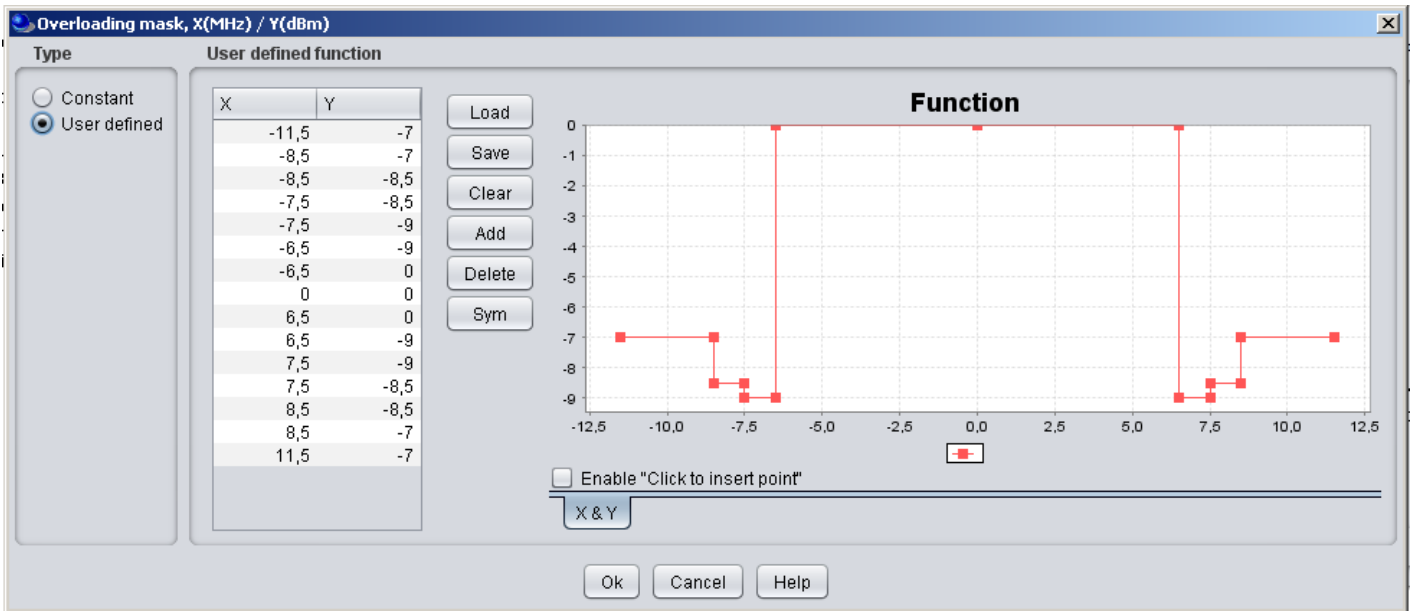 Overloading mask, X(MHz) / Y(dBm)
Type
User defined function
Constant
User defined
X Y
-11,5 -7
-8,5 -7
-8,5 -8,5
-7,5 -8,5
-7,5 -9
-6,5 -9
-6,5 0
0 0
6,5 0
6,5 -9
7,5 -9
7,5 -8,5
8,5 -8,5
8,5 -7
11,5 -7
Load
Save
Clear
Add
Delete
Sym
Function
0
-1
-2
-3
-4
-5
-6
-7
-8
-9
-12,5 -10,0 -7,5 -5,0 -2,5 0,0 2,5 5,0 7,5 10,0 12,5
Enable "Click to insert point"
X & Y
Ok Cancel Help